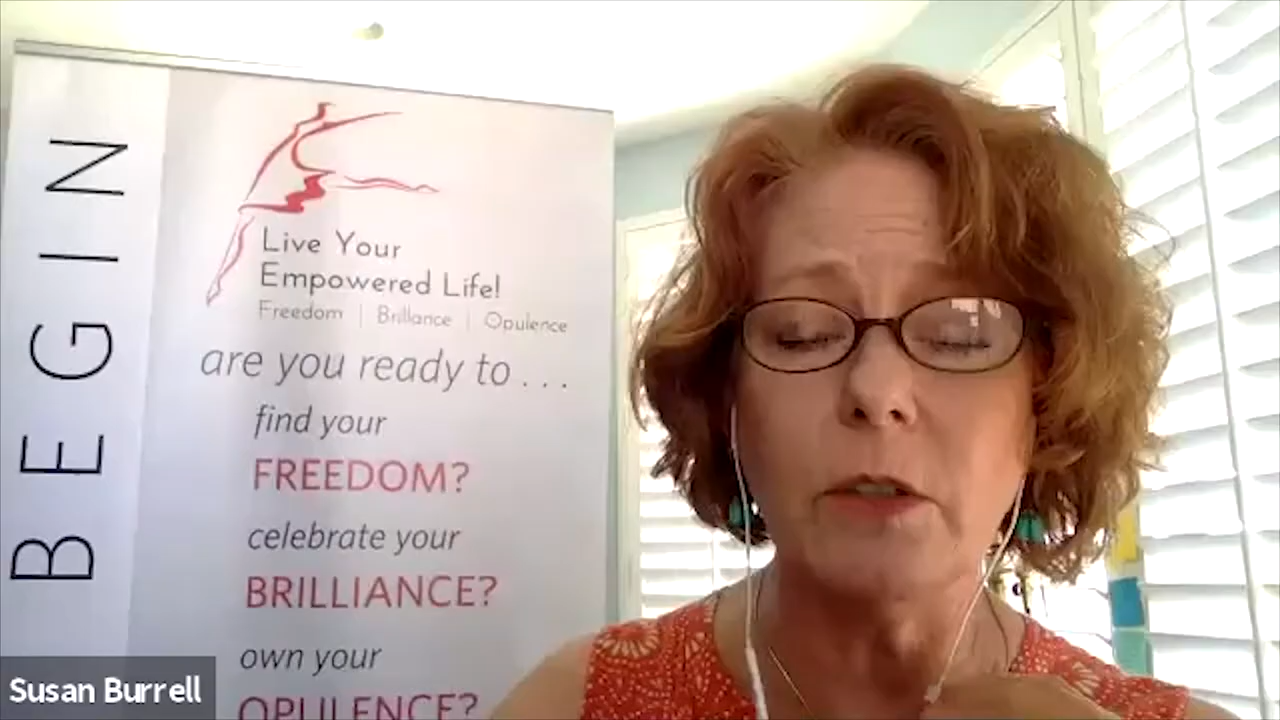 BEGIN
Live Your
Empowered Life!
Freedom | Brillance | Opulence
are you ready to . . .
find your
FREEDOM?
celebrate your
BRILLIANCE?
own your
OPULENCE?
Susan Burrell